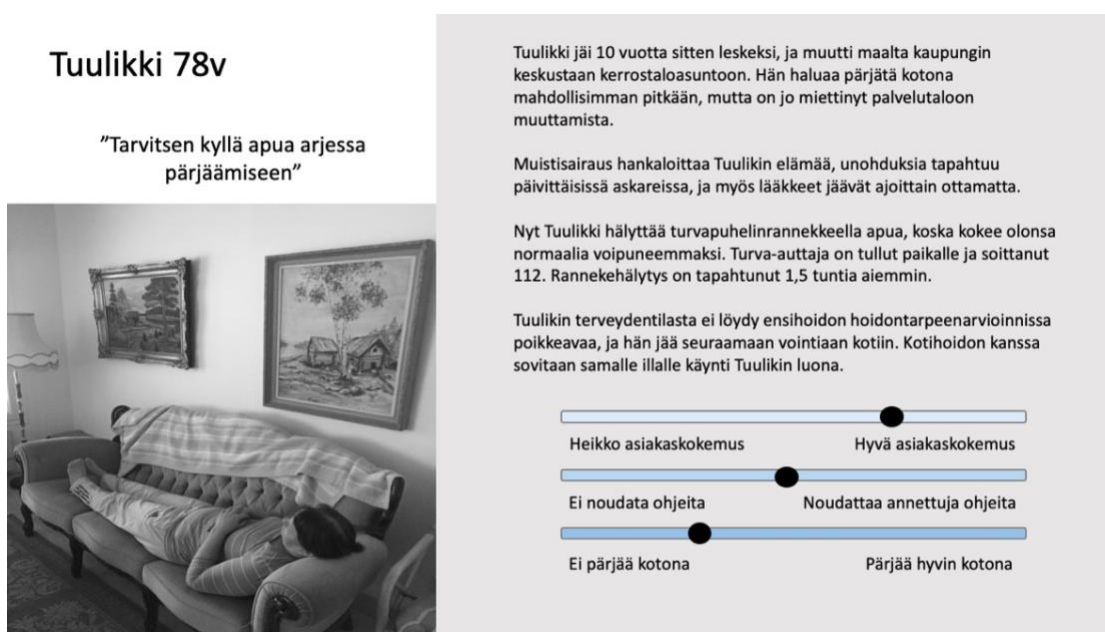 Tuulikki 78v
”Tarvitsen kyllä apua arjessa
pärjäämiseen”
Tuulikki jäi 10 vuotta sitten leskeksi, ja muutti maalta kaupungin
keskustaan kerrostaloasuntoon. Hän haluaa pärjätä kotona
mahdollisimman pitkään, mutta on jo miettinyt palvelutaloon
muuttamista.
Muistisairaus hankaloittaa Tuulikin elämää, unohduksia tapahtuu
päivittäisissä askareissa, ja myös lääkkeet jäävät ajoittain ottamatta.
Nyt Tuulikki hälyttää turvapuhelinrannekkeella apua, koska kokee olonsa
normaalia voipuneemmaksi. Turva-auttaja on tullut paikalle ja soittanut
112. Rannekehälytys on tapahtunut 1,5 tuntia aiemmin.
Tuulikin terveydentilasta ei löydy ensihoidon hoidontarpeenarvioinnissa
poikkeavaa, ja hän jää seuraamaan vointiaan kotiin. Kotihoidon kanssa
sovitaan samalle illalle käynti Tuulikin luona.
Heikko asiakaskokemus Hyvä asiakaskokemus
Ei noudata ohjeita Noudattaa annettuja ohjeita
Ei pärjää kotona Pärjää hyvin kotona